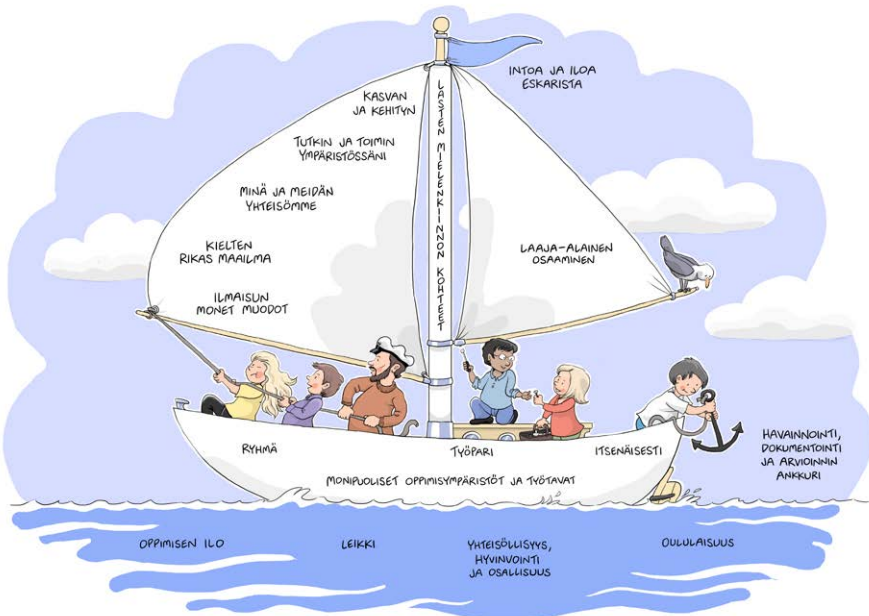 INTOA JA ILOA
ESKARISTA
KASVAN
JA KEHITYN
TUTKIN JA TOIMIN
YMPÄRISTÖSSÄNI
MINÄ JA MEIDÄN
YHTEISÖMME
KIELTEN
RIKAS MAAILMA
ILMAISUN
MONET MUODOT
LASTEN MIELENKIINNON KOHTEET
LAAJA-ALAINEN
OSAAMINEN
RYHMÄ
TYÖPARI
ITSENÄISESTI
MONIPUOLISET OPPIMISYMPÄRISTÖT JA TYÖTAVAT
HAVAINNOINTI,
DOKUMENTOINTI
JA ARVIOINNIN
ANKKURI
OPPIMISEN ILO
LEIKKI
YHTEISÖLLISYYS,
HYVINVOINTI
JA OSALLISUUS
OULULAISUUS